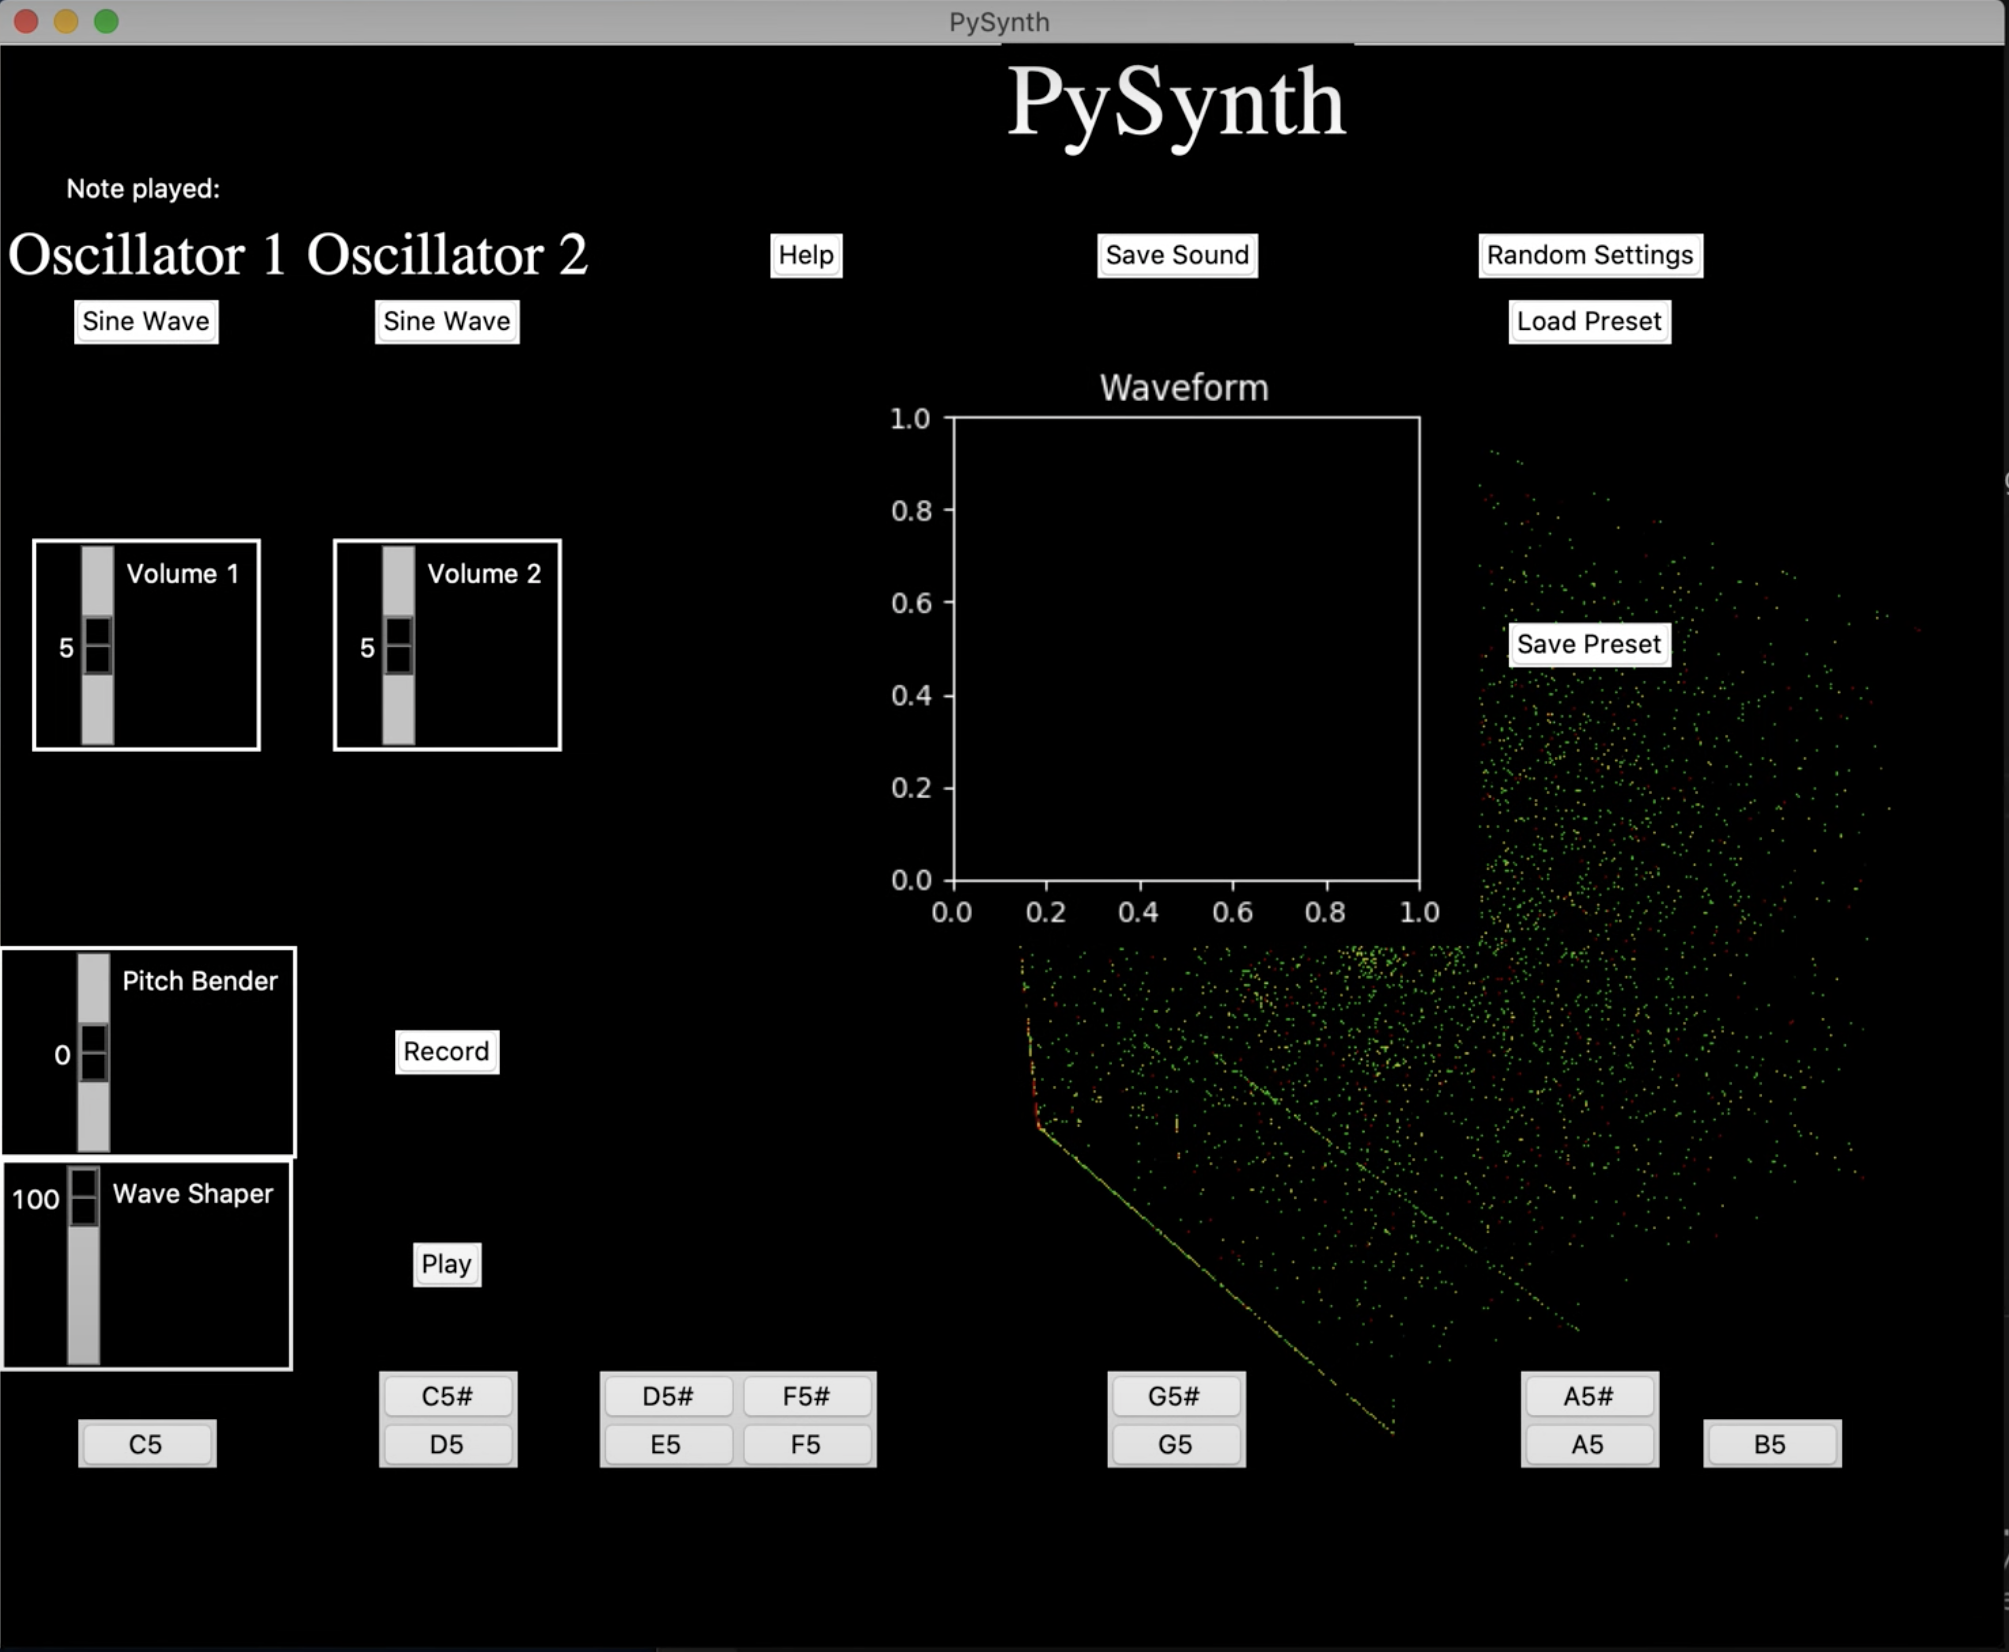 PySynth
PySynth
Note played:
Oscillator 1 Oscillator 2
Help
Save Sound
Random Settings
Sine Wave
Sine Wave
Load Preset
Waveform
1.0
0.8
0.6
0.4
0.2
0.0
0.0 0.2 0.4 0.6 0.8 1.0
Volume 1
5
Volume 2
5
Save Preset
Pitch Bender
0
Record
Wave Shaper
100
Play
C5# D5# F5# G5# A5#
C5 D5 E5 F5 G5 A5 B5